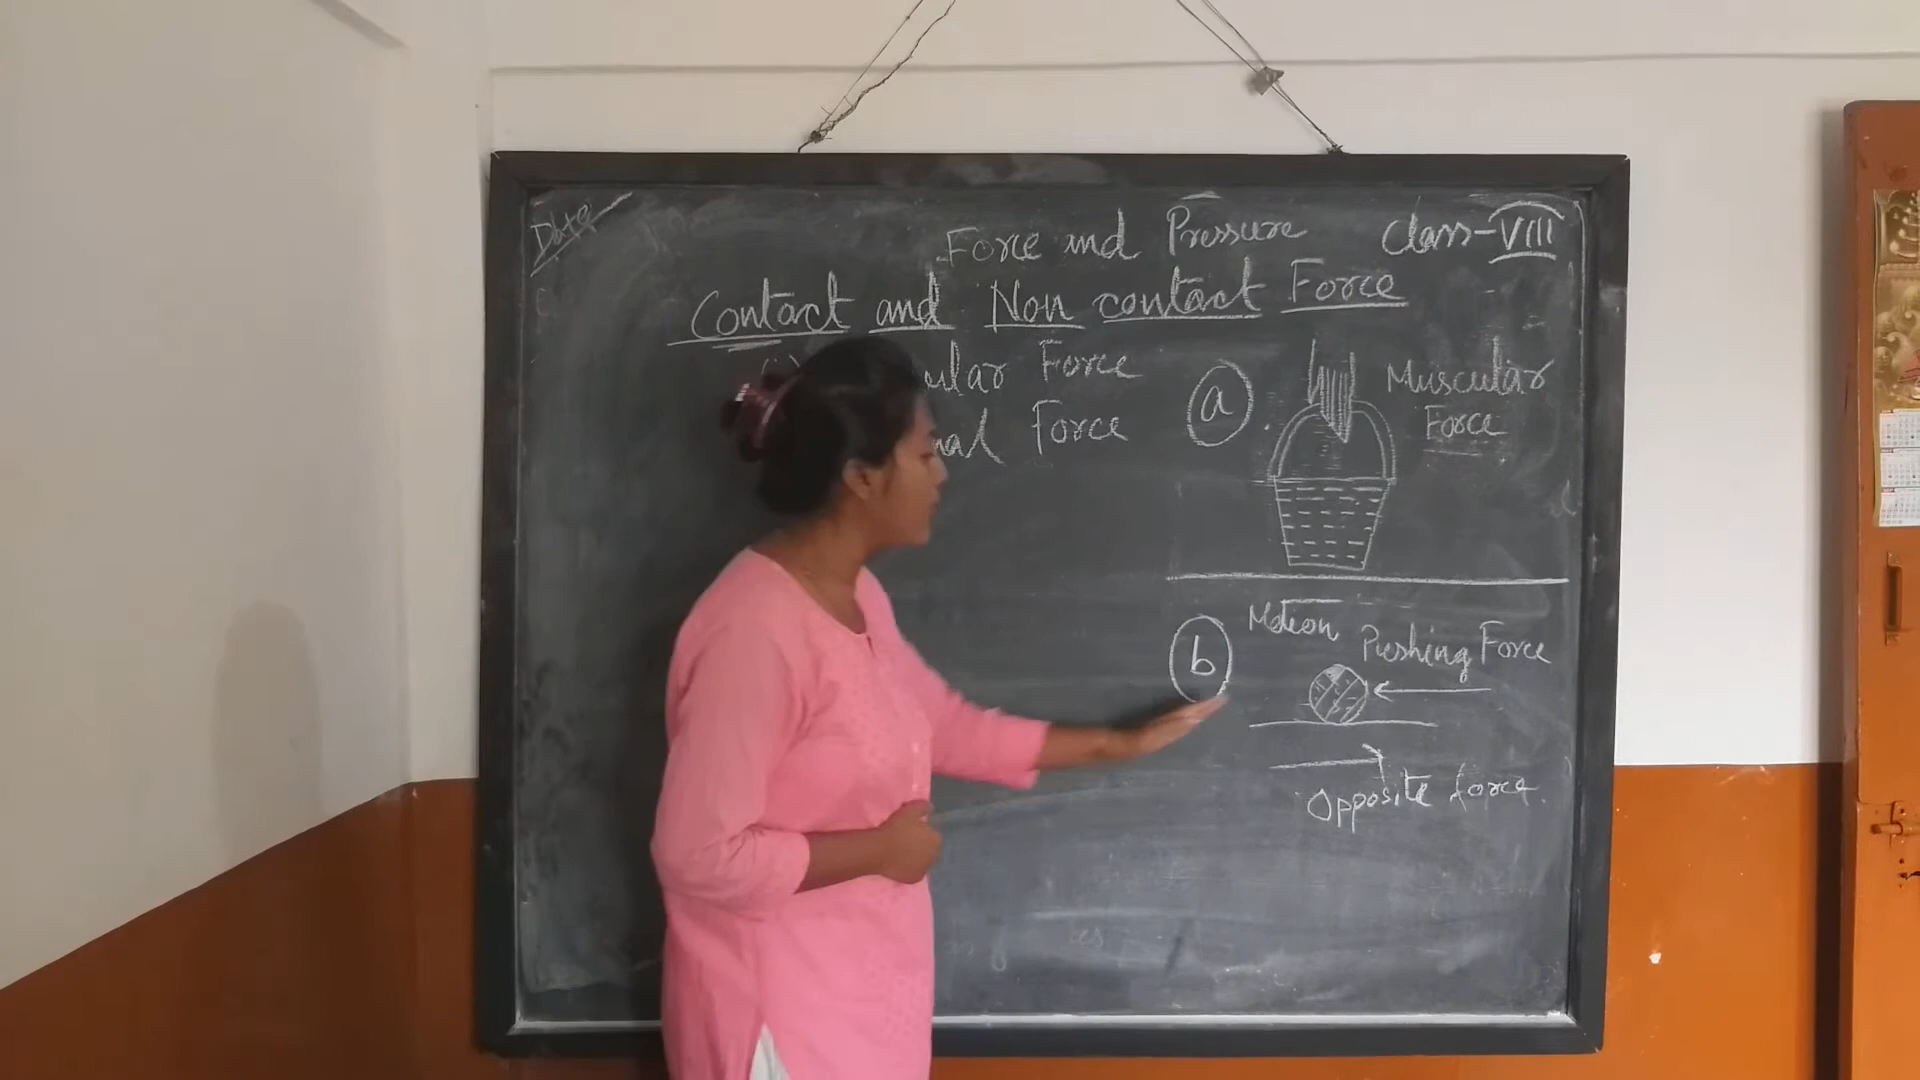 Date
Force and Pressure
Class-VIII
Contact and Non contact Force
ular Force
nal Force
a
Muscular
Force
b
Motion
Pushing Force
Opposite force.